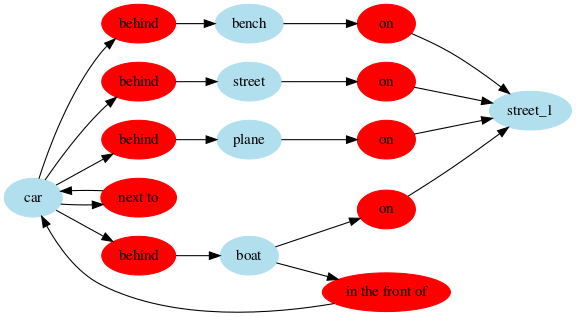 behind
bench
on
behind
street
on
street_1
behind
plane
on
car
next to
on
behind
boat
in the front of